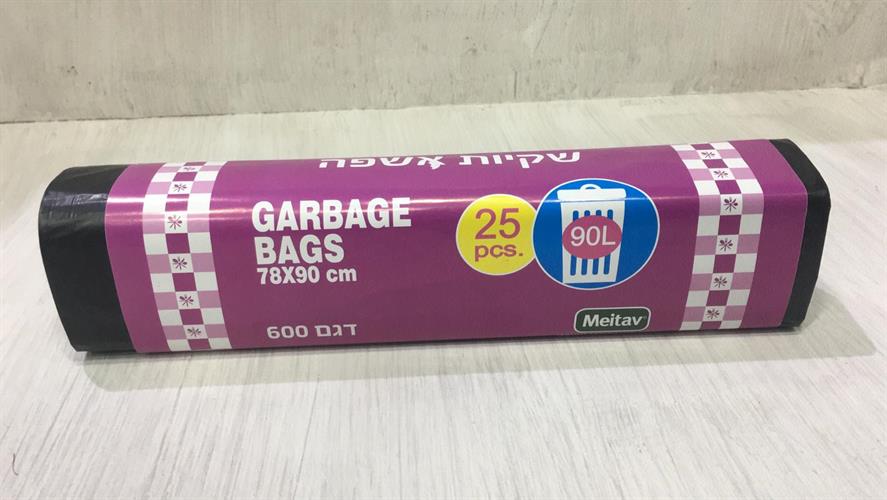 שקיות אשפה
GARBAGE
BAGS
78X90 cm
25
pcs.
90L
דגם 600
Meitav